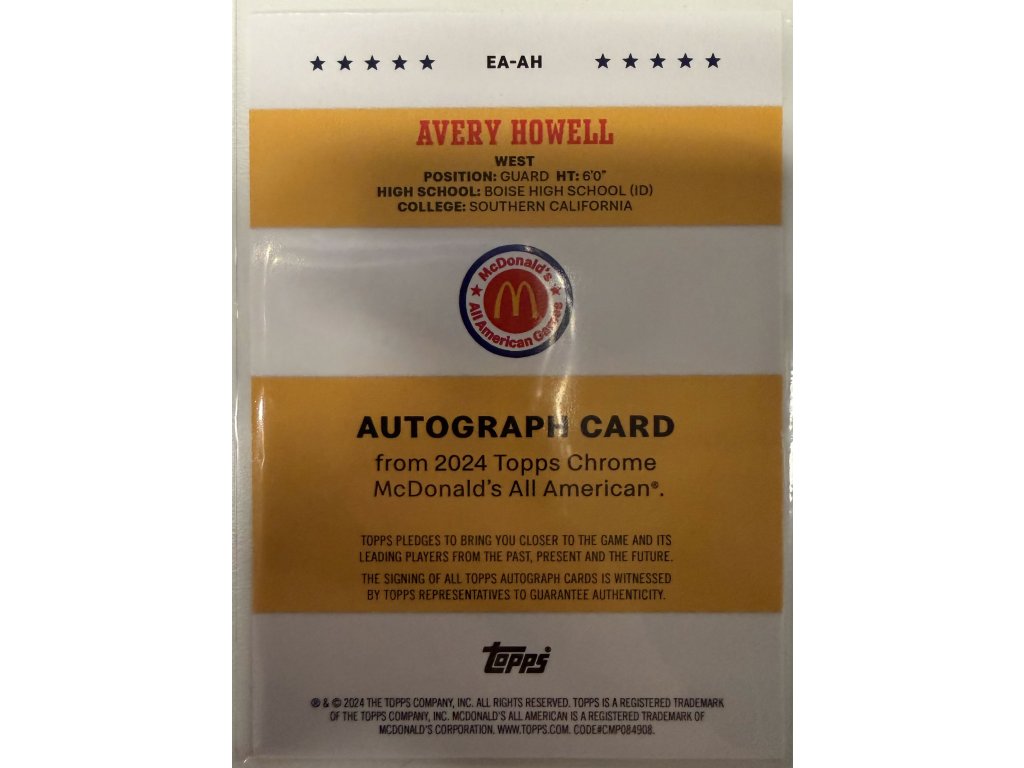 ★ ★ ★ ★ ★ EA-AH ★ ★ ★ ★ ★
AVERY HOWELL
WEST
POSITION: GUARD HT: 6'0"
HIGH SCHOOL: BOISE HIGH SCHOOL (ID)
COLLEGE: SOUTHERN CALIFORNIA
McDonald's
All American Games
AUTOGRAPH CARD
from 2024 Topps Chrome
McDonald's All American®.
TOPPS PLEDGES TO BRING YOU CLOSER TO THE GAME AND ITS
LEADING PLAYERS FROM THE PAST, PRESENT AND THE FUTURE.
THE SIGNING OF ALL TOPPS AUTOGRAPH CARDS IS WITNESSED
BY TOPPS REPRESENTATIVES TO GUARANTEE AUTHENTICITY.
topps
® & © 2024 THE TOPPS COMPANY, INC. ALL RIGHTS RESERVED. TOPPS IS A REGISTERED TRADEMARK
OF THE TOPPS COMPANY, INC. MCDONALD'S ALL AMERICAN IS A REGISTERED TRADEMARK OF
MCDONALD'S CORPORATION. WWW.TOPPS.COM. CODE#CMP084908.